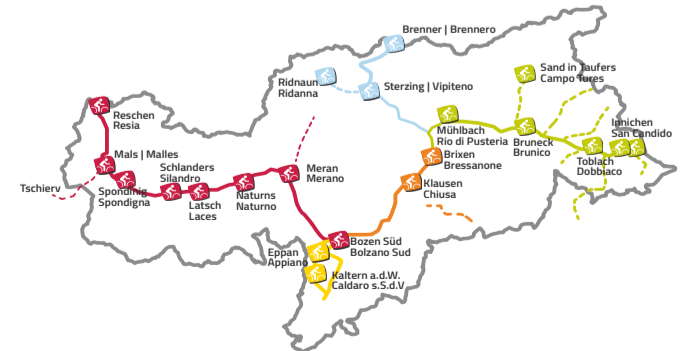 Brenner | Brennero
Ridnaun
Ridanna
Sterzing | Vipiteno
Sand in Taufers
Campo Tures
Reschen
Resia
Mühlbach
Rio di Pusteria
Bruneck
Brunico
Innichen
San Candido
Toblach
Dobbiaco
Mals | Malles
Tschierv
Spondinig
Spondigna
Schlanders
Silandro
Latsch
Laces
Naturns
Naturno
Meran
Merano
Brixen
Bressanone
Klausen
Chiusa
Bozen Süd
Bolzano Sud
Eppan
Appiano
Kaltern a.d.W.
Caldaro s.S.d.V